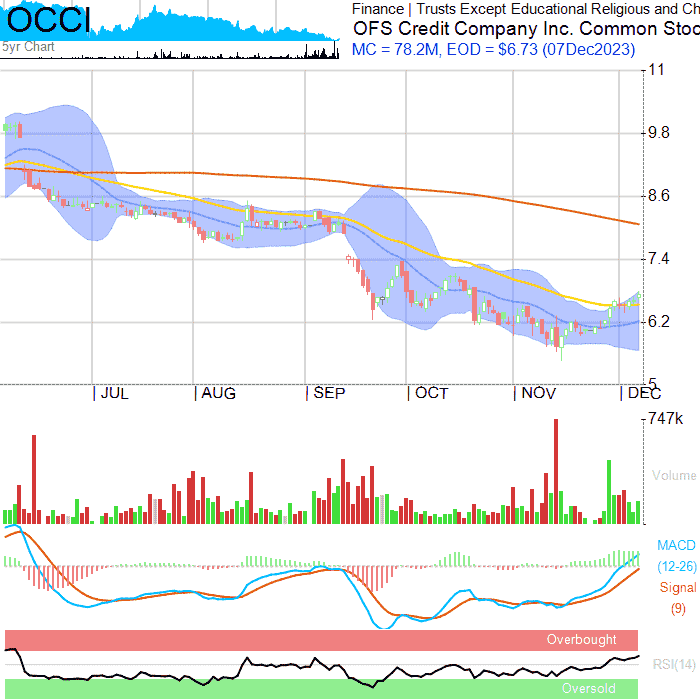 OCCI
5yr Chart
Finance | Trusts Except Educational Religious and Ch
OFS Credit Company Inc. Common Stoc
MC = 78.2M, EOD = $6.73 (07Dec2023)
11
9.8
8.6
7.4
6.2
5
JUL AUG SEP OCT NOV DEC
747k
Volume
MACD
(12-26)
Signal
(9)
Overbought
RSI(14)
Oversold